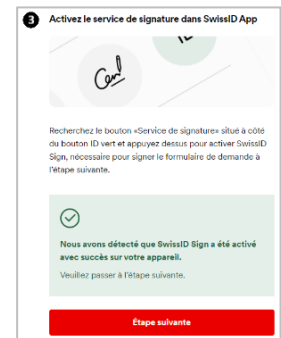 3 Activez le service de signature dans SwissID App
Recherchez le bouton «Service de signature» situé à côté
du bouton ID vert et appuyez dessus pour activer SwissID
Sign, nécessaire pour signer le formulaire de demande à
l'étape suivante.
Nous avons détecté que SwissID Sign a été activé
avec succès sur votre appareil.
Veuillez passer à l'étape suivante.
Étape suivante